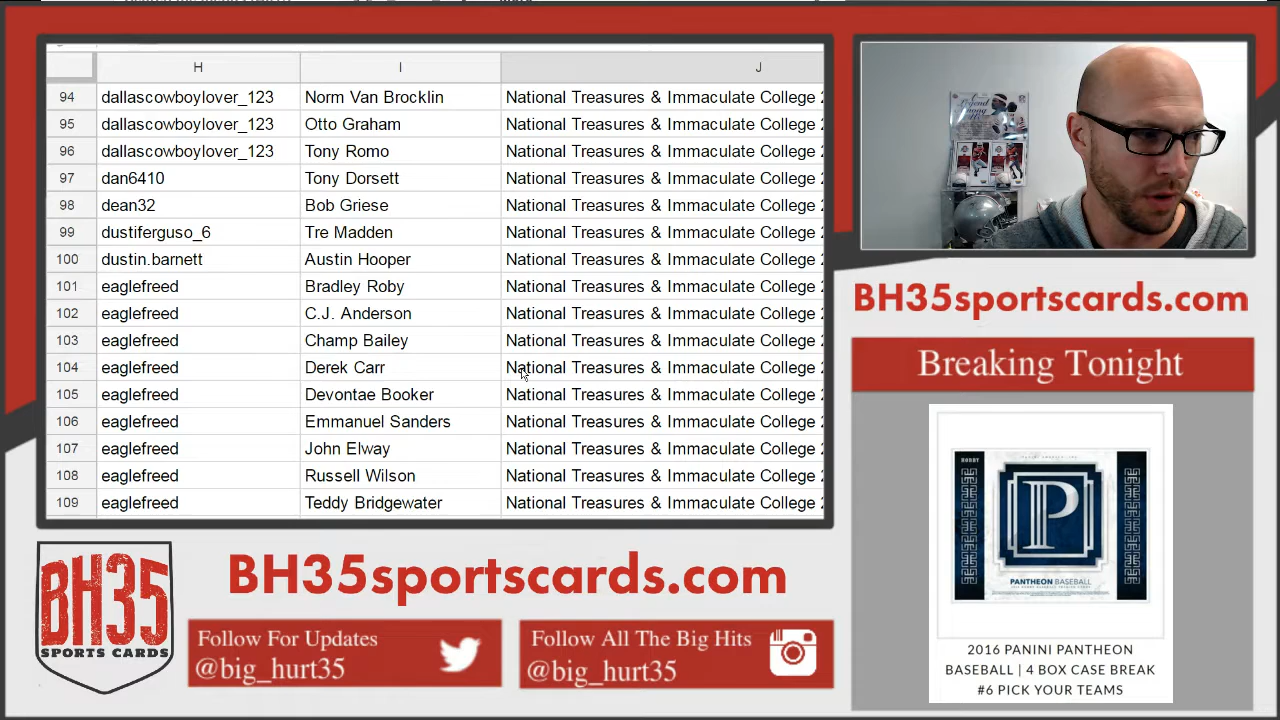 H I J
94 dallascowboylover_123 Norm Van Brocklin National Treasures & Immaculate College
95 dallascowboylover_123 Otto Graham National Treasures & Immaculate College
96 dallascowboylover_123 Tony Romo National Treasures & Immaculate College
97 dan6410 Tony Dorsett National Treasures & Immaculate College
98 dean32 Bob Griese National Treasures & Immaculate College
99 dustiferguso_6 Tre Madden National Treasures & Immaculate College
100 dustin.barnett Austin Hooper National Treasures & Immaculate College
101 eaglefreed Bradley Roby National Treasures & Immaculate College
102 eaglefreed C.J. Anderson National Treasures & Immaculate College
103 eaglefreed Champ Bailey National Treasures & Immaculate College
104 eaglefreed Derek Carr National Treasures & Immaculate College
105 eaglefreed Devontae Booker National Treasures & Immaculate College
106 eaglefreed Emmanuel Sanders National Treasures & Immaculate College
107 eaglefreed John Elway National Treasures & Immaculate College
108 eaglefreed Russell Wilson National Treasures & Immaculate College
109 eaglefreed Teddy Bridgewater National Treasures & Immaculate College
BH35sportscards.com
Breaking Tonight
HOBBY
P
PANTHEON BASEBALL
2016 PANINI PANTHEON
BASEBALL | 4 BOX CASE BREAK
#6 PICK YOUR TEAMS
BH35
SPORTS CARDS
BH35sportscards.com
Follow For Updates
@big_hurt35
Follow All The Big Hits
@big_hurt35